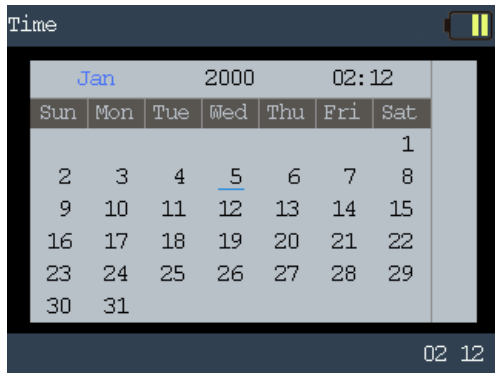 Time
Jan 2000 02:12
Sun Mon Tue Wed Thu Fri Sat
1
2 3 4 5 6 7 8
9 10 11 12 13 14 15
16 17 18 19 20 21 22
23 24 25 26 27 28 29
30 31
02 12